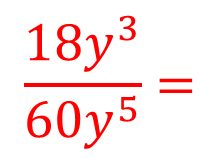 18y³
60y⁵ =